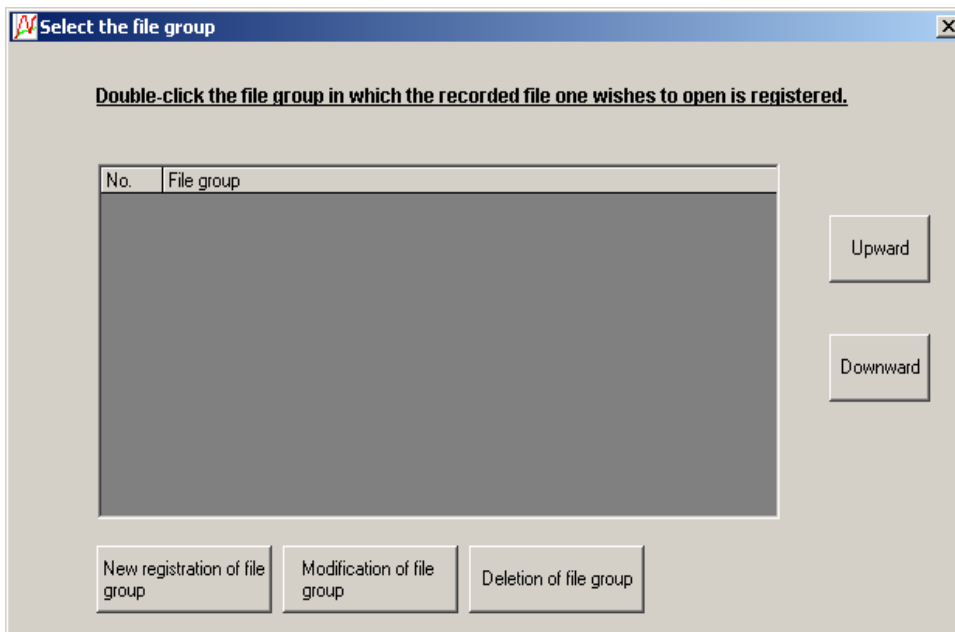 Select the file group
Double-click the file group in which the recorded file one wishes to open is registered.
No. File group
Upward
Downward
New registration of file
group
Modification of file
group
Deletion of file group